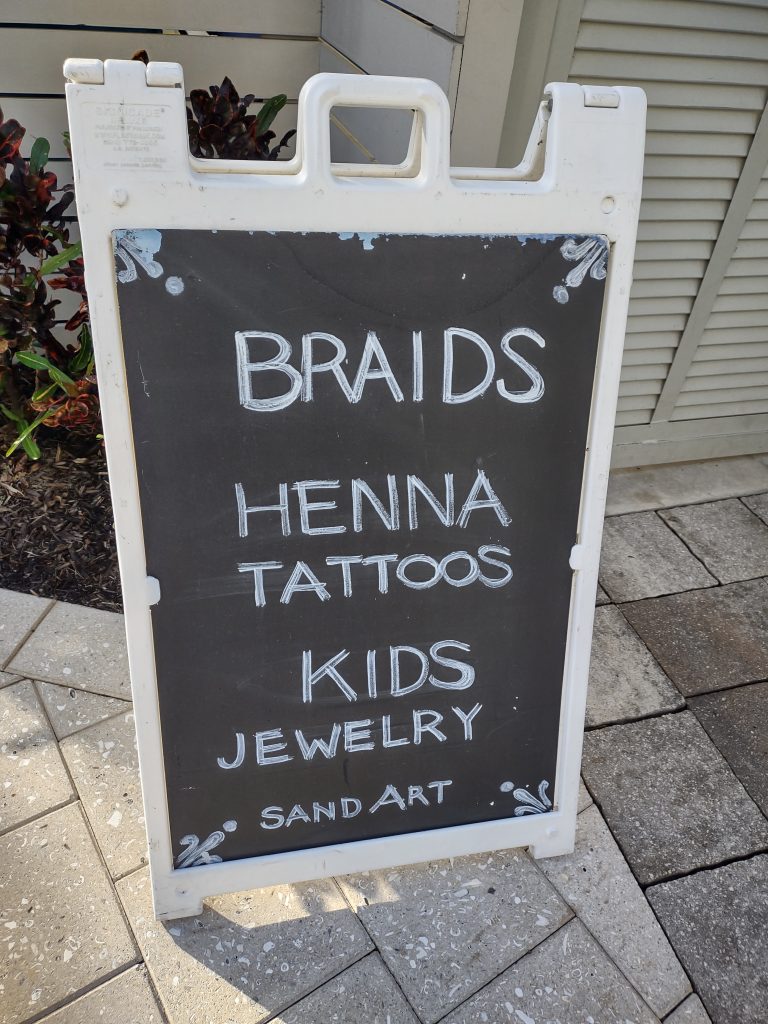 BRAIDS
HENNA
TATTOOS
KIDS
JEWELRY
SAND ART